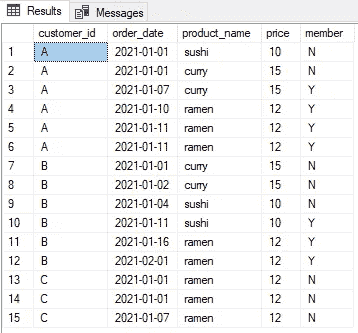 Results Messages
customer_id order_date product_name price member
1 A 2021-01-01 sushi 10 N
2 A 2021-01-01 curry 15 N
3 A 2021-01-07 curry 15 Y
4 A 2021-01-10 ramen 12 Y
5 A 2021-01-11 ramen 12 Y
6 A 2021-01-11 ramen 12 Y
7 B 2021-01-01 curry 15 N
8 B 2021-01-02 curry 15 N
9 B 2021-01-04 sushi 10 N
10 B 2021-01-11 sushi 10 Y
11 B 2021-01-16 ramen 12 Y
12 B 2021-02-01 ramen 12 Y
13 C 2021-01-01 ramen 12 N
14 C 2021-01-01 ramen 12 N
15 C 2021-01-07 ramen 12 N